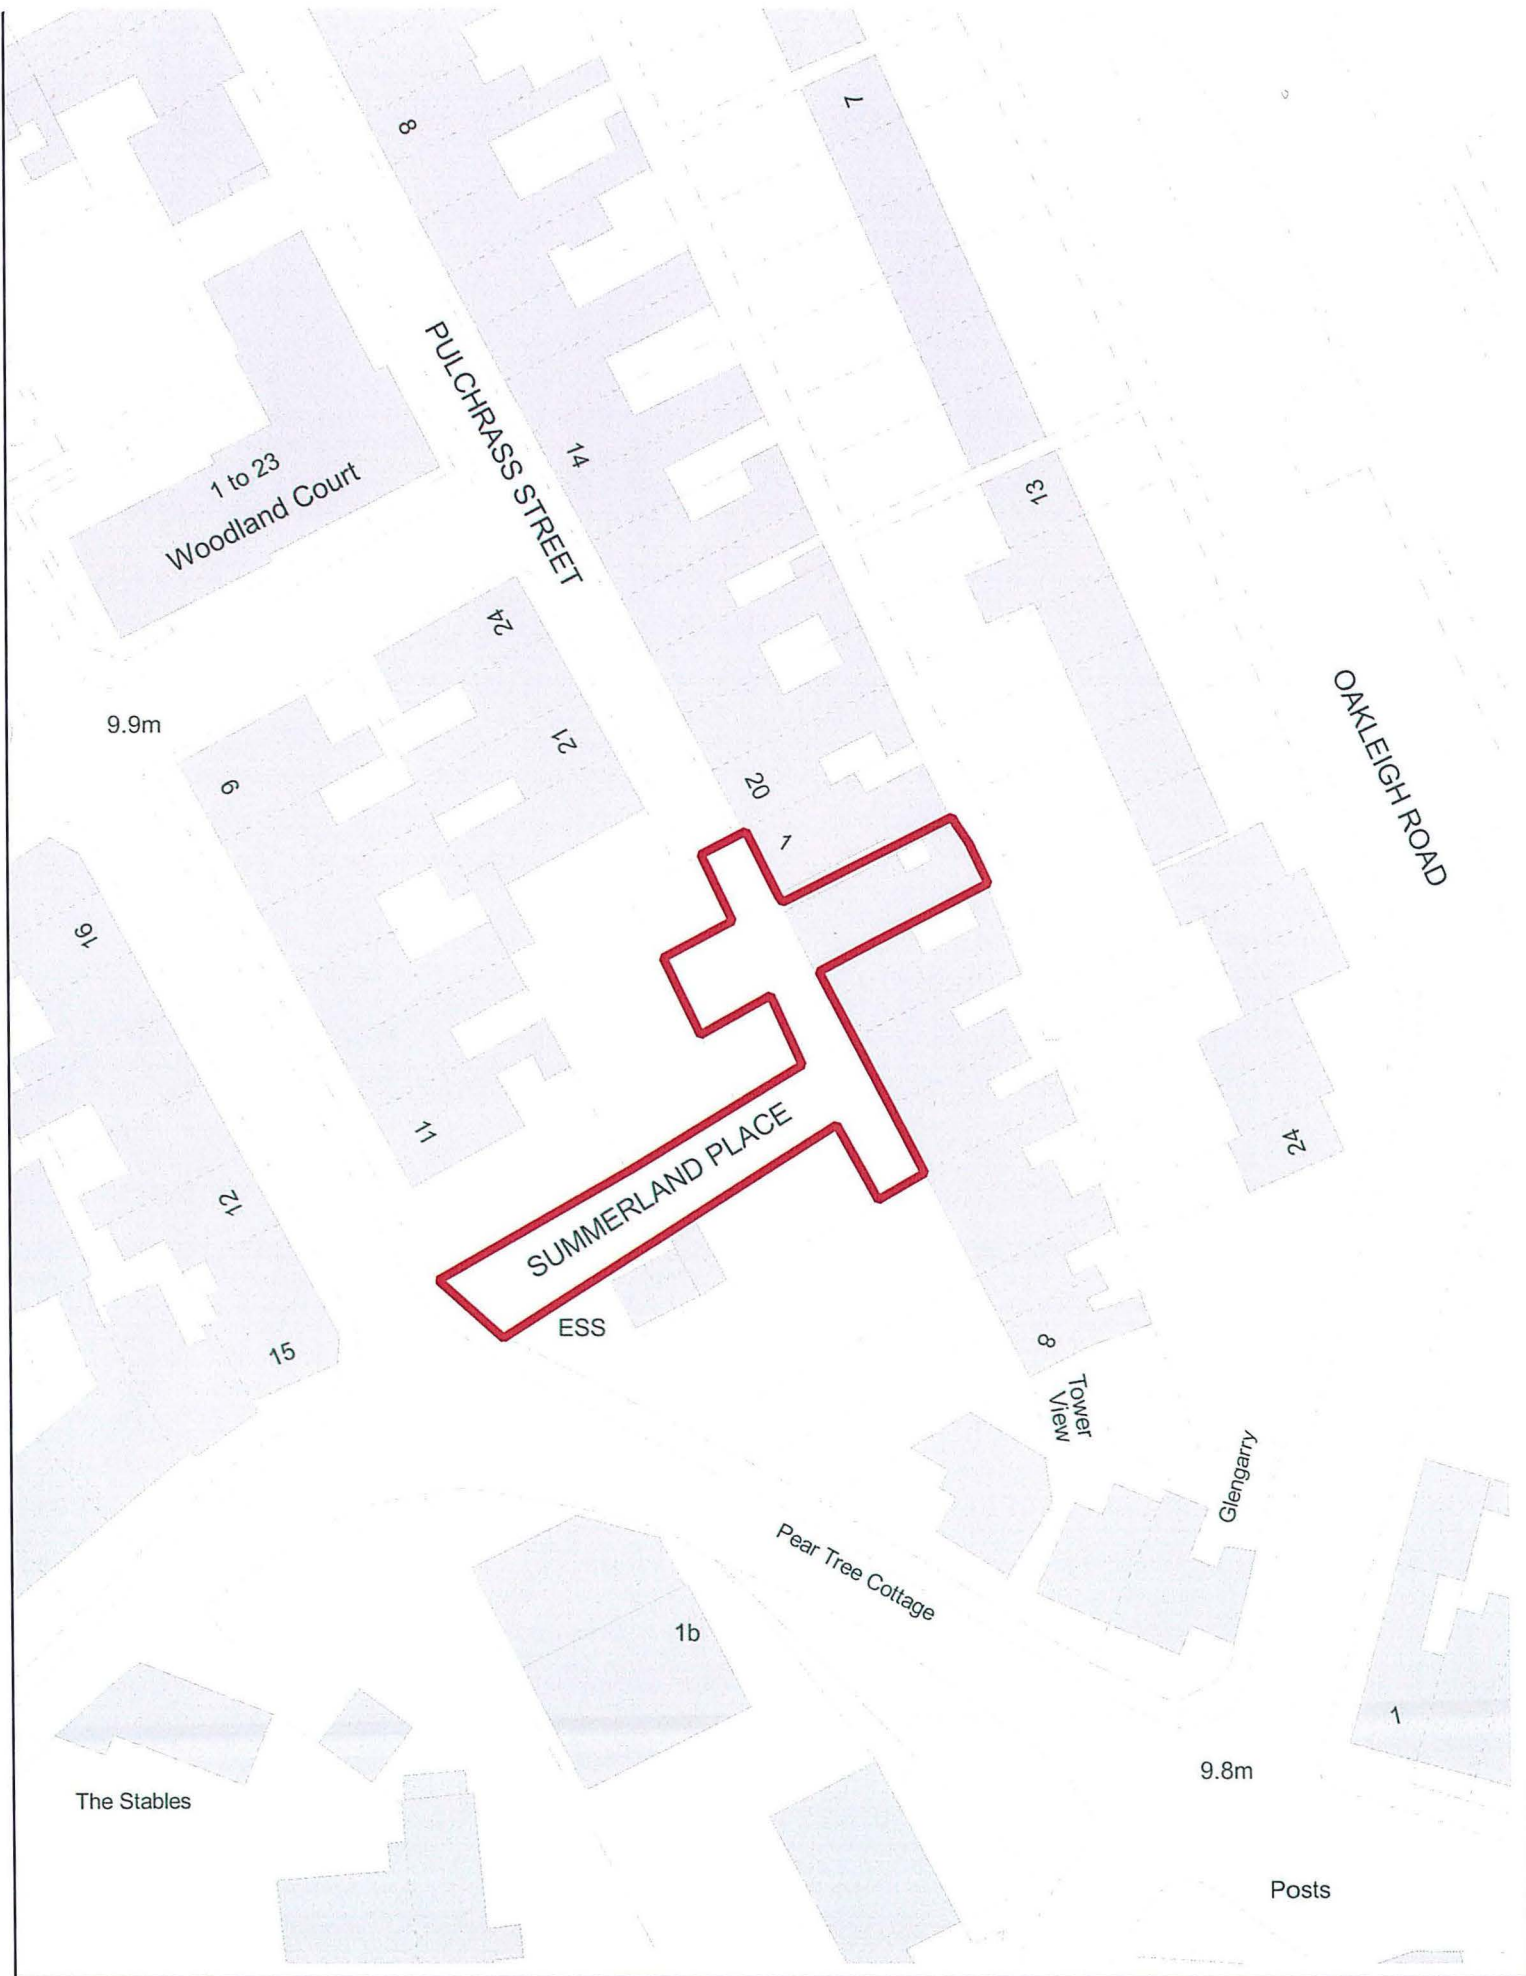 8
7
PULCHRASS STREET
14
1 to 23
Woodland Court
13
24
9.9m
21
9
20
1
OAKLEIGH ROAD
16
11
SUMMERLAND PLACE
24
12
ESS
15
8
Tower
View
Glengarry
Pear Tree Cottage
1b
1
9.8m
The Stables
Posts